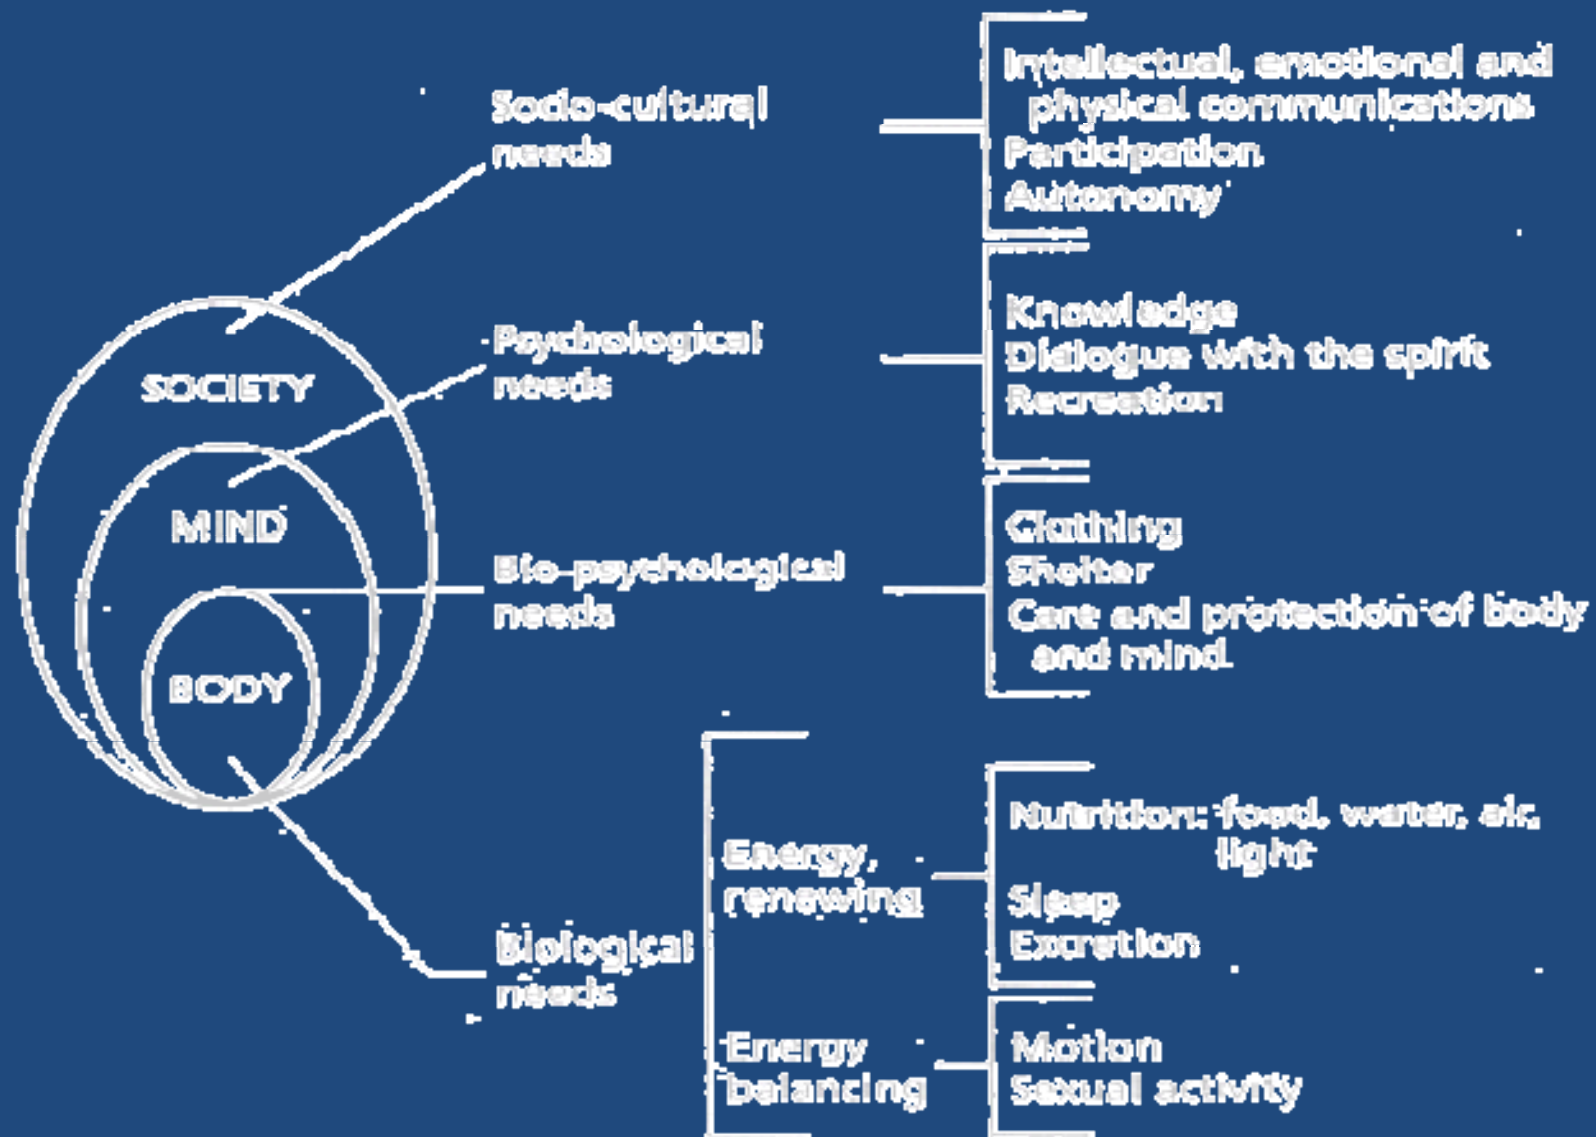 Socio-cultural
needs
Intellectual, emotional and
physical communications
Participation
Autonomy
SOCIETY
Psychological
needs
Knowledge
Dialogue with the spirit
Recreation
MIND
Bio-psychological
needs
Clothing
Shelter
Care and protection of body
and mind
BODY
Biological
needs
Energy,
renewing
Nutrition: food, water, air,
light
Sleep
Excretion
Energy
balancing
Motion
Sexual activity